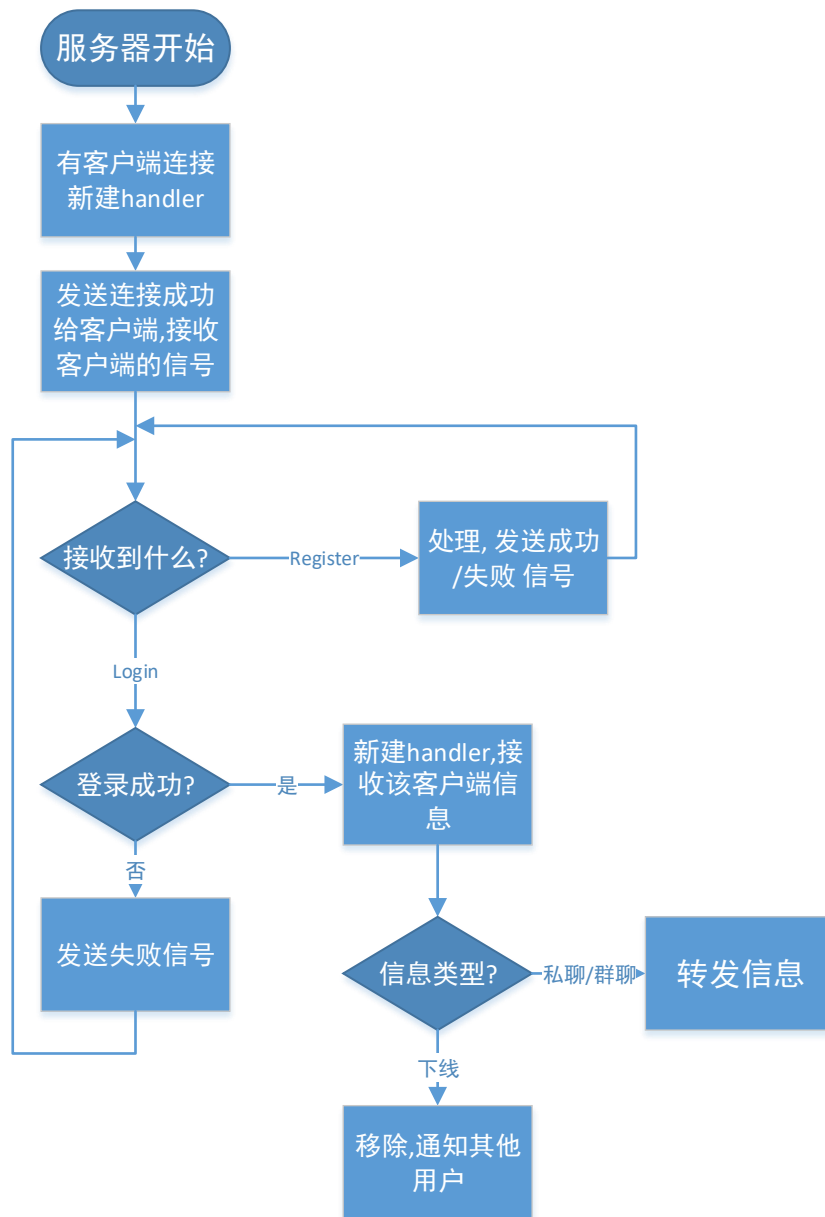 服务器开始
有客户端连接
新建handler
发送连接成功
给客户端,接收
客户端的信号
接收到什么?
Register
处理, 发送成功
/失败 信号
Login
登录成功?
是
新建handler,接
收该客户端信
息
否
发送失败信号
信息类型?
私聊/群聊
转发信息
下线
移除,通知其他
用户